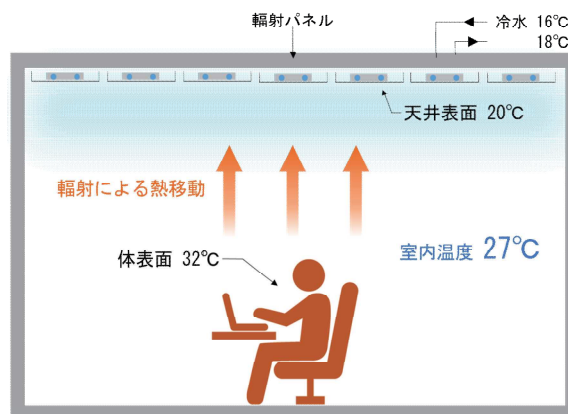 輻射パネル
冷水 16℃
18℃
天井表面 20℃
輻射による熱移動
室内温度 27℃
体表面 32℃